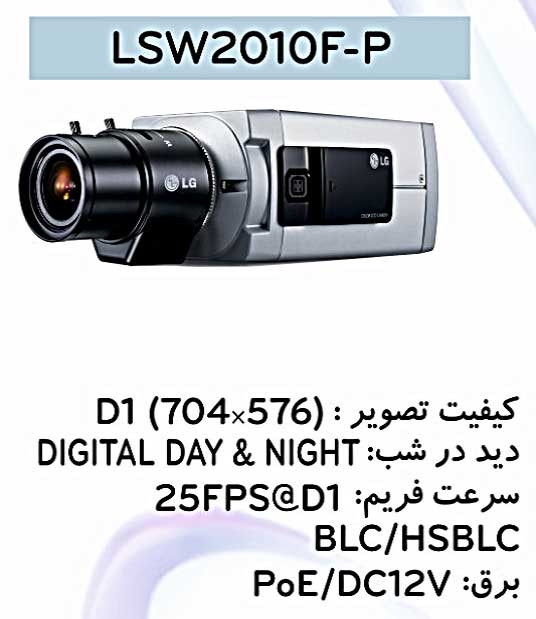 LSW2010F-P
LG
LG
کیفیت تصویر : D1 (704×576)
دید در شب: DIGITAL DAY & NIGHT
سرعت فریم: 25FPS@D1
BLC/HSBLC
برق: PoE/DC12V